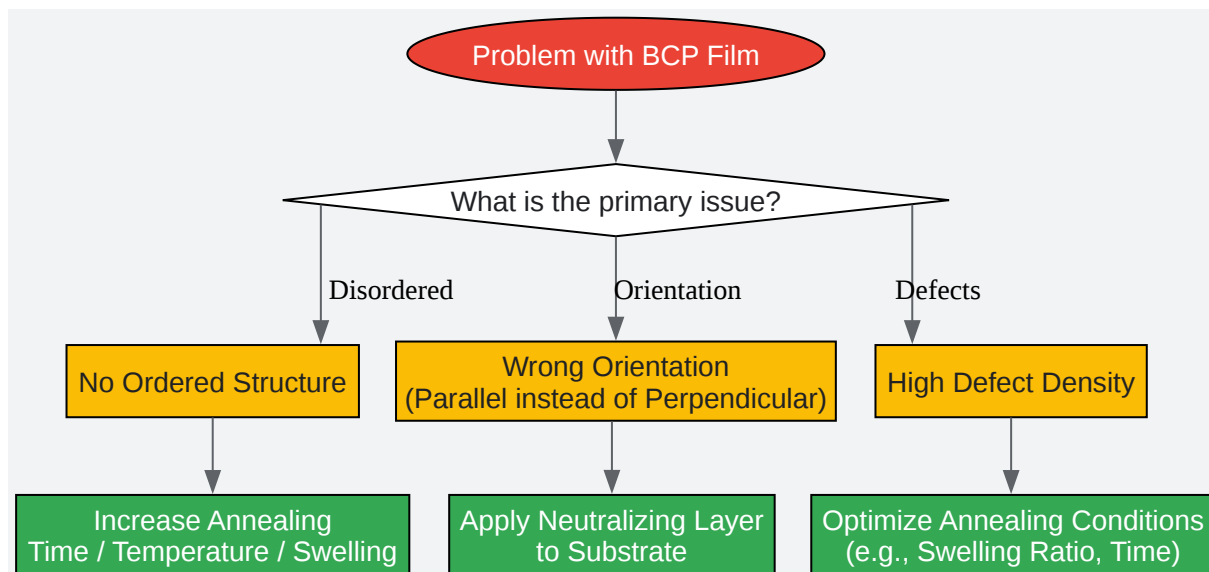 Problem with BCP Film
What is the primary issue?
Disordered
Orientation
Defects
No Ordered Structure
Wrong Orientation
(Parallel instead of Perpendicular)
High Defect Density
Increase Annealing
Time / Temperature / Swelling
Apply Neutralizing Layer
to Substrate
Optimize Annealing Conditions
(e.g., Swelling Ratio, Time)